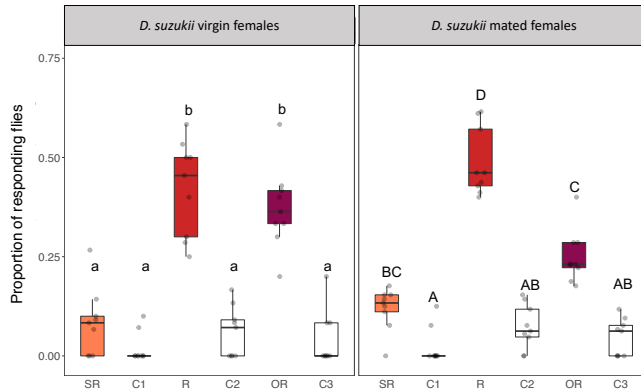 D. suzukii virgin females
D. suzukii mated females
Proportion of responding flies
0.75
0.50
0.25
0.00
a a b a b a
BC A D AB C AB
SR C1 R C2 OR C3
SR C1 R C2 OR C3